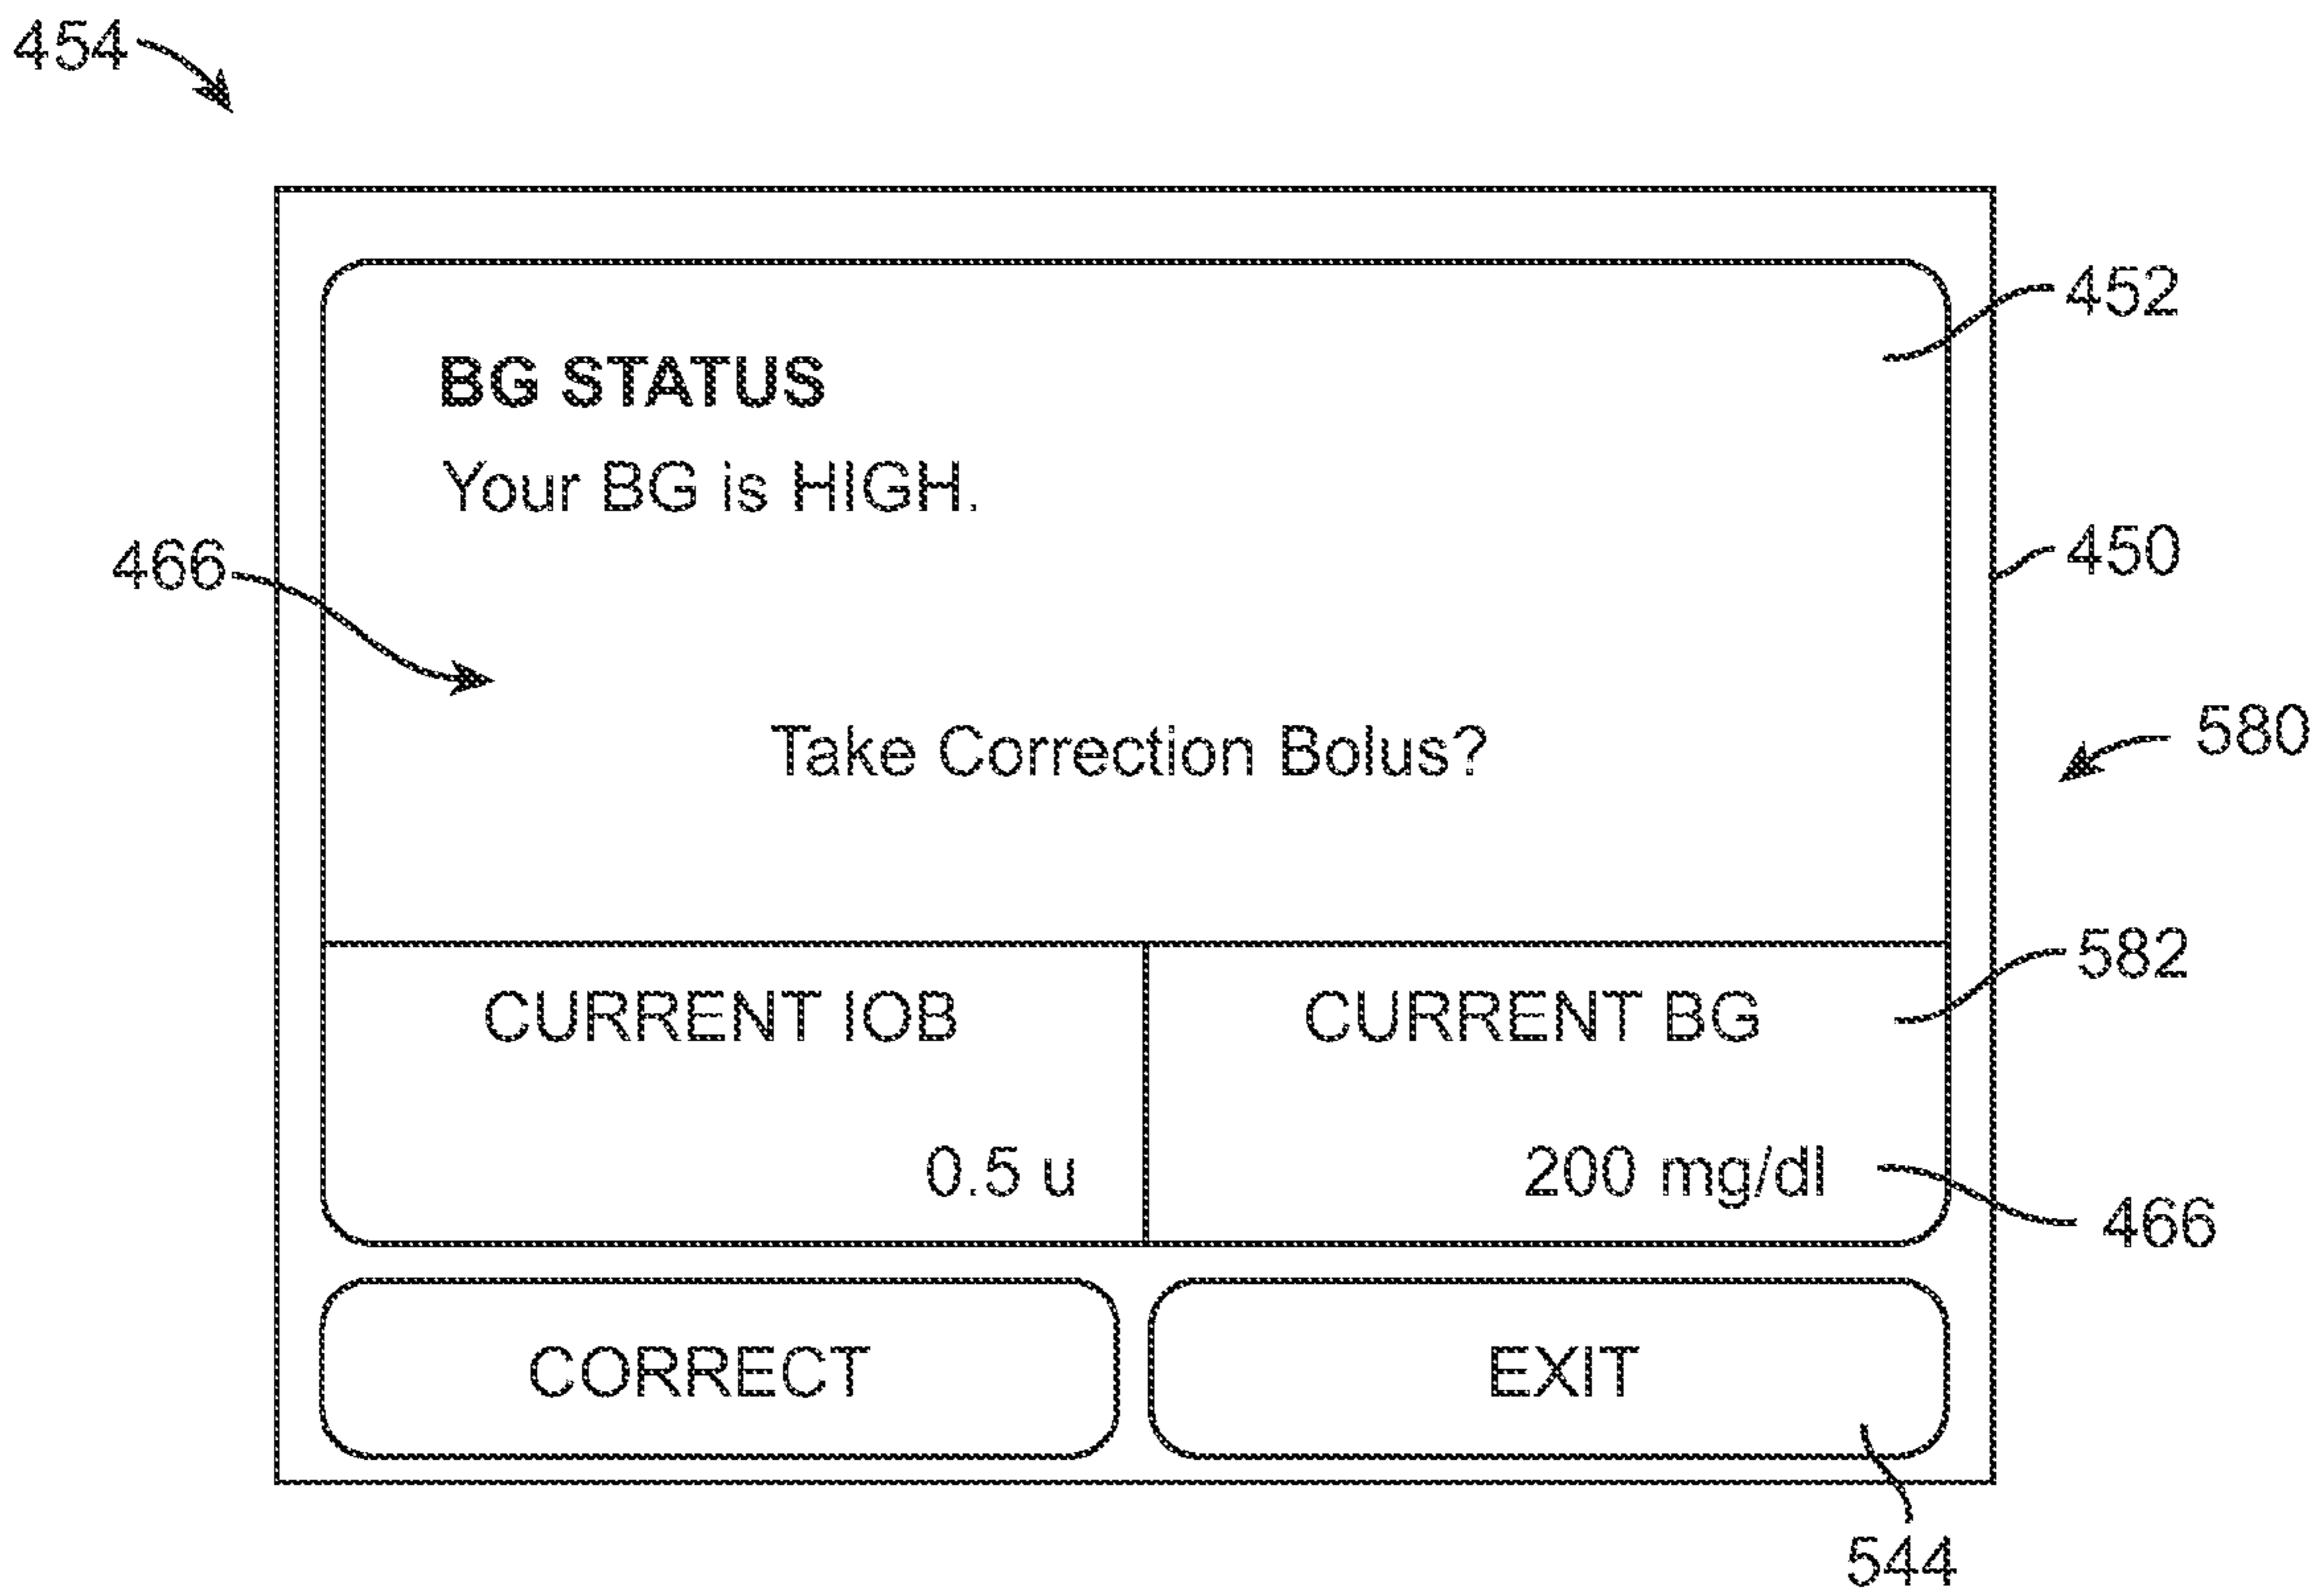 454
452
BG STATUS
Your BG is HIGH.
450
466
580
Take Correction Bolus?
582
CURRENT IOB
CURRENT BG
0.5 u
200 mg/dl
466
CORRECT
EXIT
544